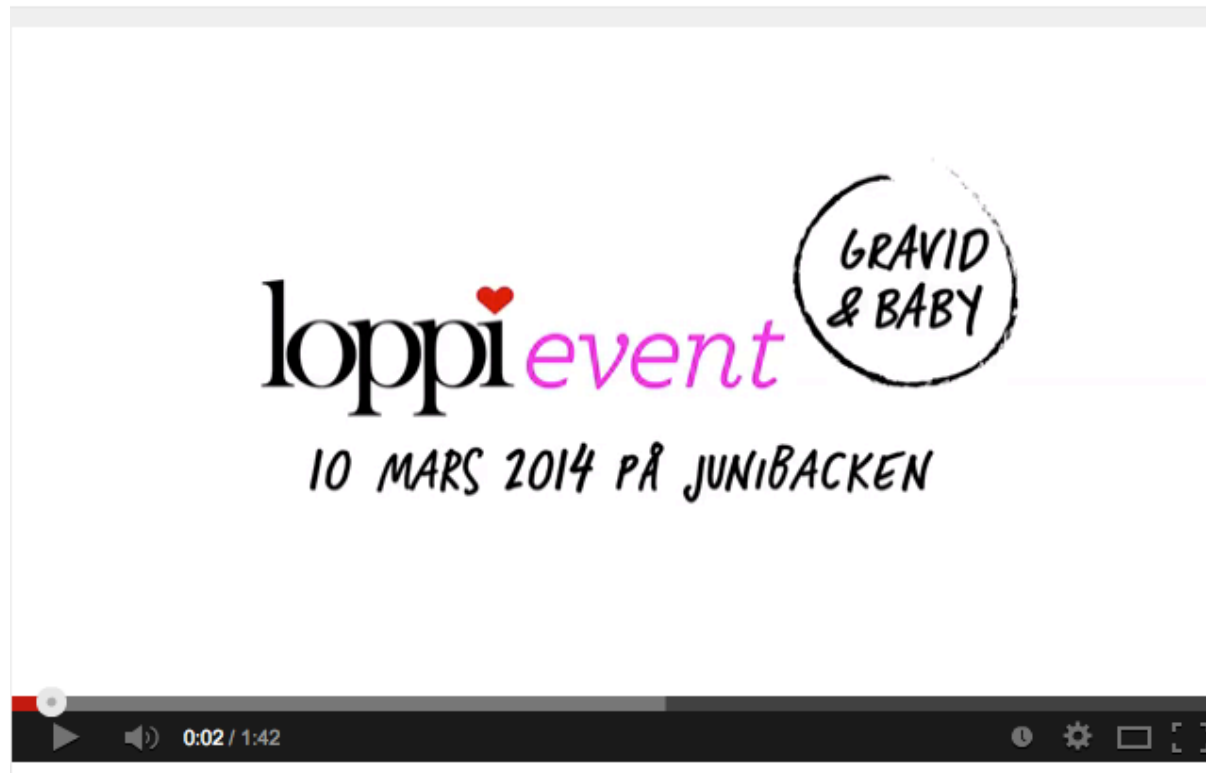 GRAVID
& BABY
loppi event
10 MARS 2014 PÅ JUNIBACKEN
0:02 / 1:42